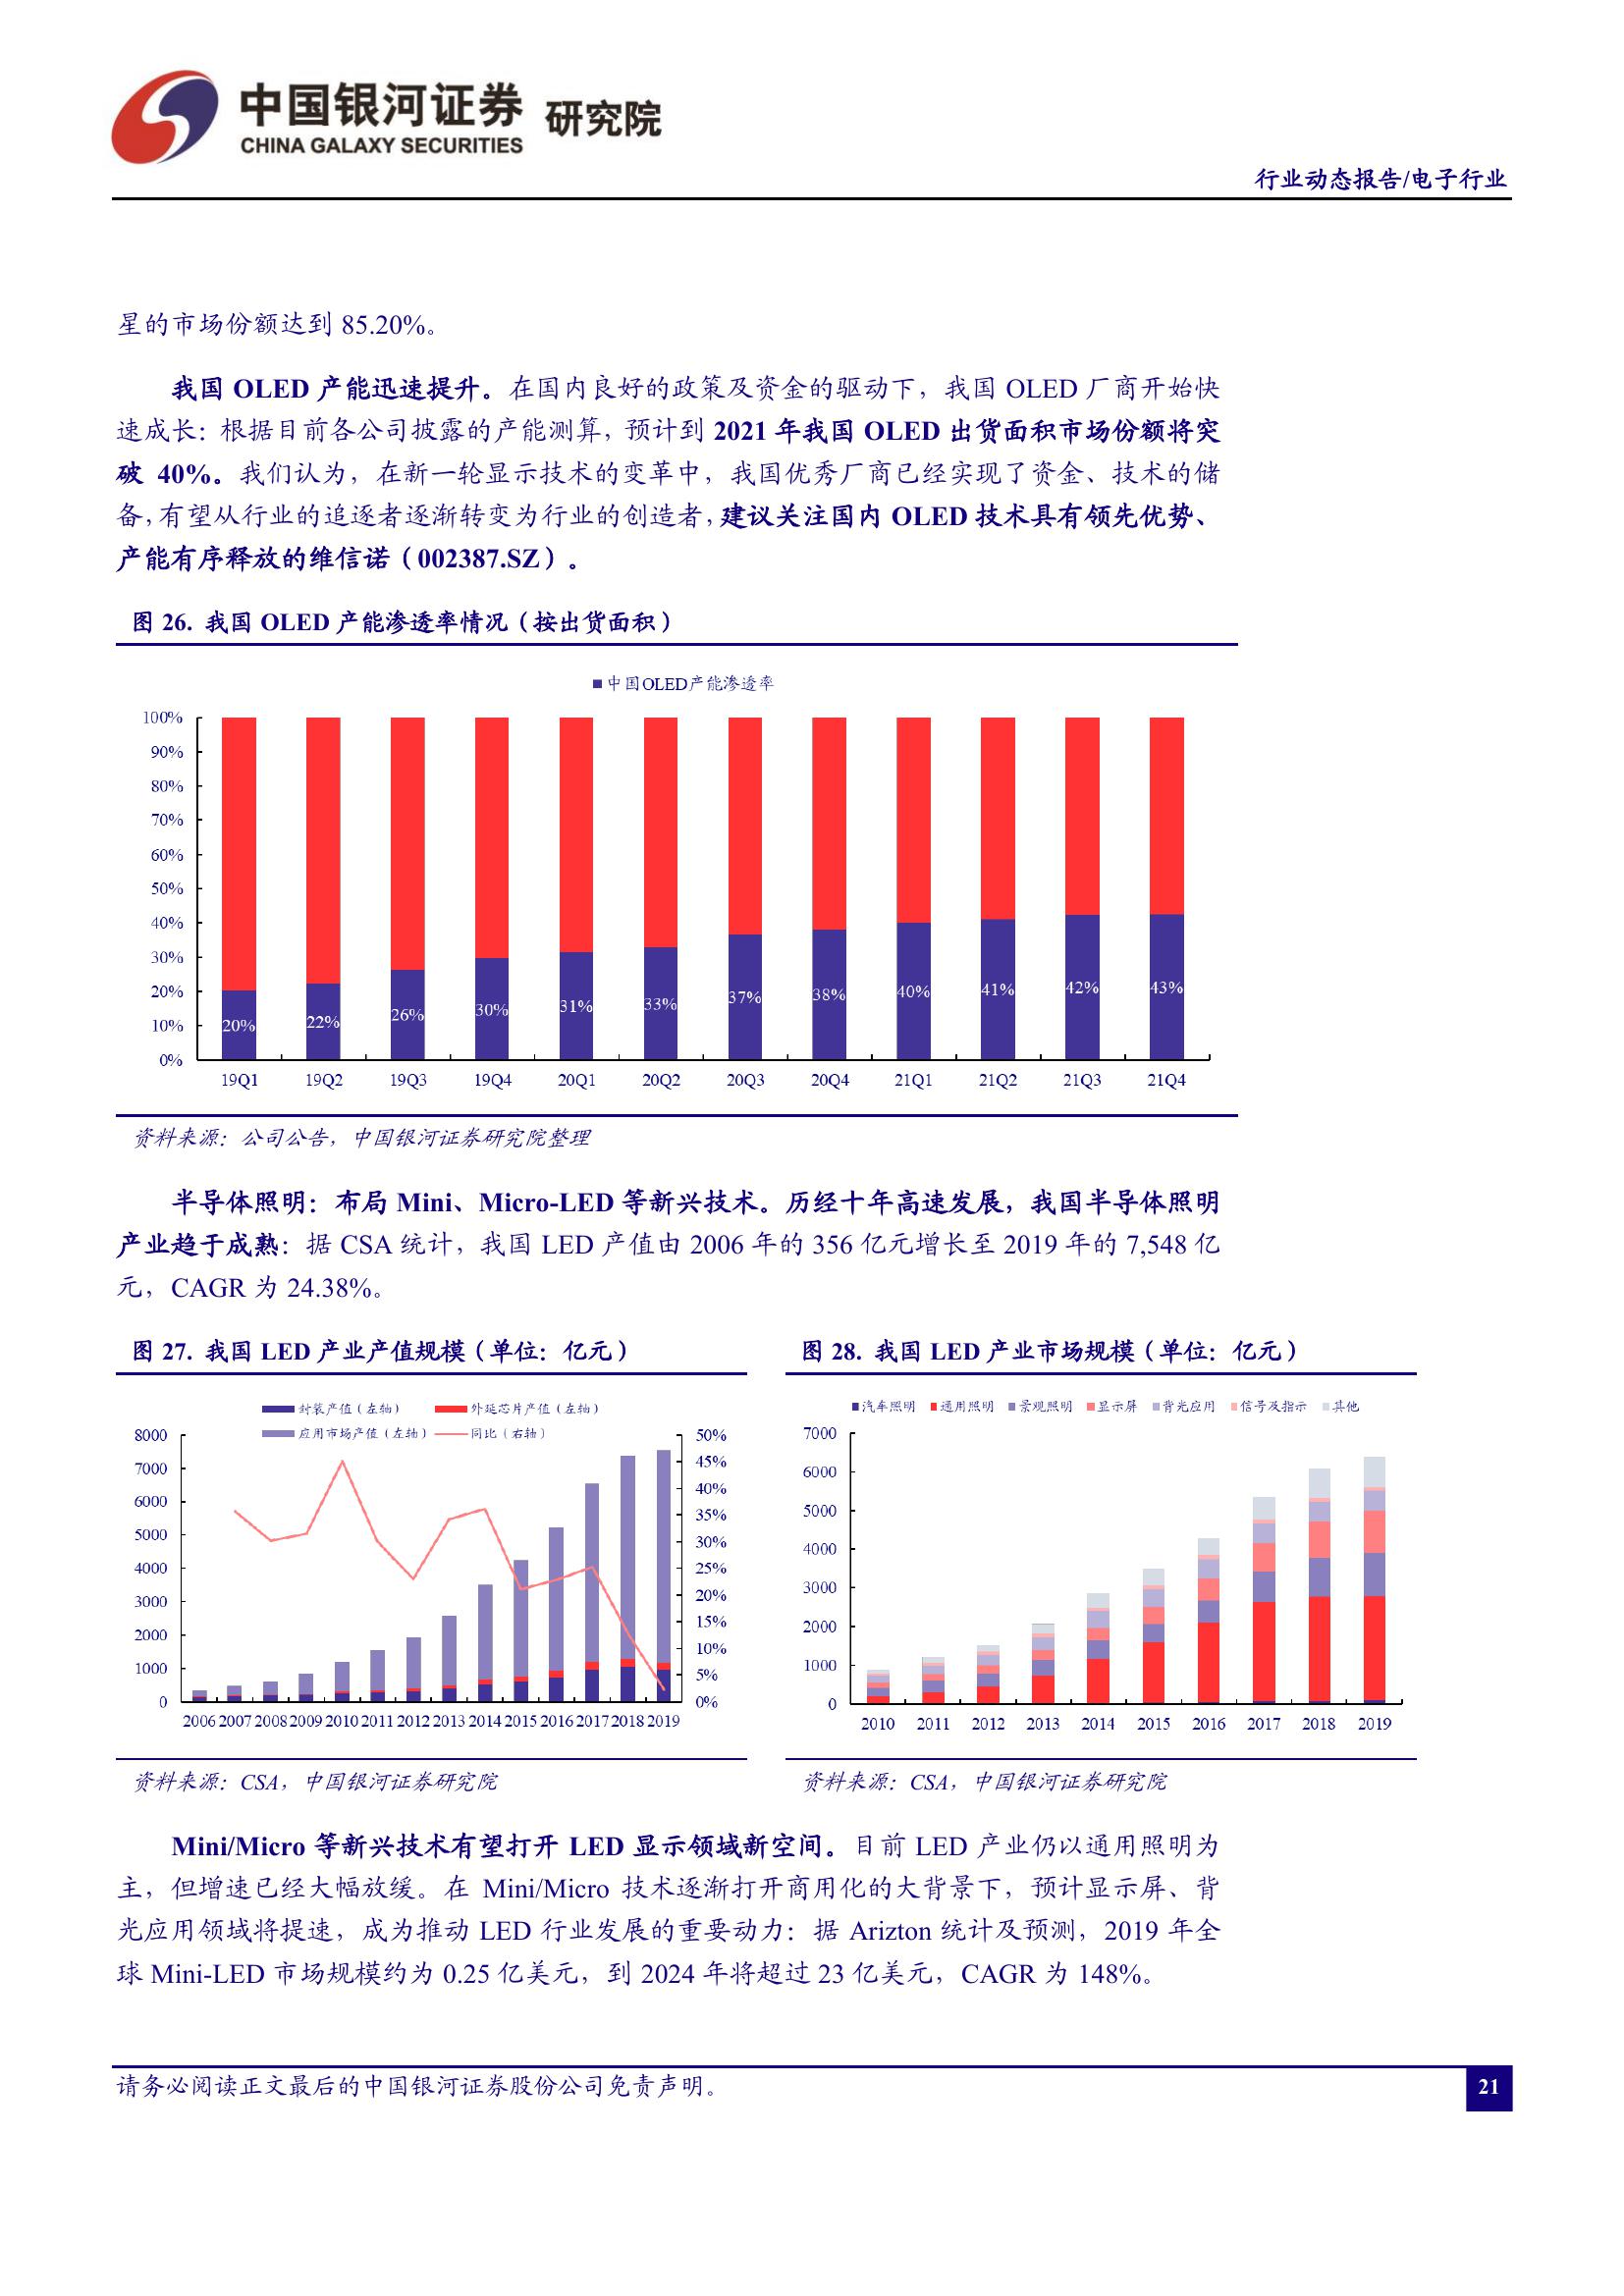 中国银河证券 研究院
CHINA GALAXY SECURITIES
行业动态报告/电子行业
星的市场份额达到 85.20%。
我国 OLED 产能迅速提升。在国内良好的政策及资金的驱动下，我国 OLED 厂商开始快
速成长：根据目前各公司披露的产能测算，预计到 2021 年我国 OLED 出货面积市场份额将突
破 40%。我们认为，在新一轮显示技术的变革中，我国优秀厂商已经实现了资金、技术的储
备，有望从行业的追逐者逐渐转变为行业的创造者，建议关注国内 OLED 技术具有领先优势、
产能有序释放的维信诺（002387.SZ）。
图 26. 我国 OLED 产能渗透率情况（按出货面积）
中国OLED产能渗透率
100%
90%
80%
70%
60%
50%
40%
30%
20%
10%
0%
20% 22% 26% 30% 31% 33% 37% 38% 40% 41% 42% 43%
19Q1 19Q2 19Q3 19Q4 20Q1 20Q2 20Q3 20Q4 21Q1 21Q2 21Q3 21Q4
资料来源：公司公告，中国银河证券研究院整理
半导体照明：布局 Mini、Micro-LED 等新兴技术。历经十年高速发展，我国半导体照明
产业趋于成熟：据 CSA 统计，我国 LED 产值由 2006 年的 356 亿元增长至 2019 年的 7,548 亿
元，CAGR 为 24.38%。
图 27. 我国 LED 产业产值规模（单位：亿元）
封装产值（左轴） 外延芯片产值（左轴）
应用市场产值（左轴） 同比（右轴）
8000
7000
6000
5000
4000
3000
2000
1000
0
50%
45%
40%
35%
30%
25%
20%
15%
10%
5%
0%
2006 2007 2008 2009 2010 2011 2012 2013 2014 2015 2016 2017 2018 2019
资料来源：CSA，中国银河证券研究院
图 28. 我国 LED 产业市场规模（单位：亿元）
汽车照明 通用照明 景观照明 显示屏 背光应用 信号及指示 其他
7000
6000
5000
4000
3000
2000
1000
0
2010 2011 2012 2013 2014 2015 2016 2017 2018 2019
资料来源：CSA，中国银河证券研究院
Mini/Micro 等新兴技术有望打开 LED 显示领域新空间。目前 LED 产业仍以通用照明为
主，但增速已经大幅放缓。在 Mini/Micro 技术逐渐打开商用化的大背景下，预计显示屏、背
光应用领域将提速，成为推动 LED 行业发展的重要动力：据 Arizton 统计及预测，2019 年全
球 Mini-LED 市场规模约为 0.25 亿美元，到 2024 年将超过 23 亿美元，CAGR 为 148%。
请务必阅读正文最后的中国银河证券股份公司免责声明。
21